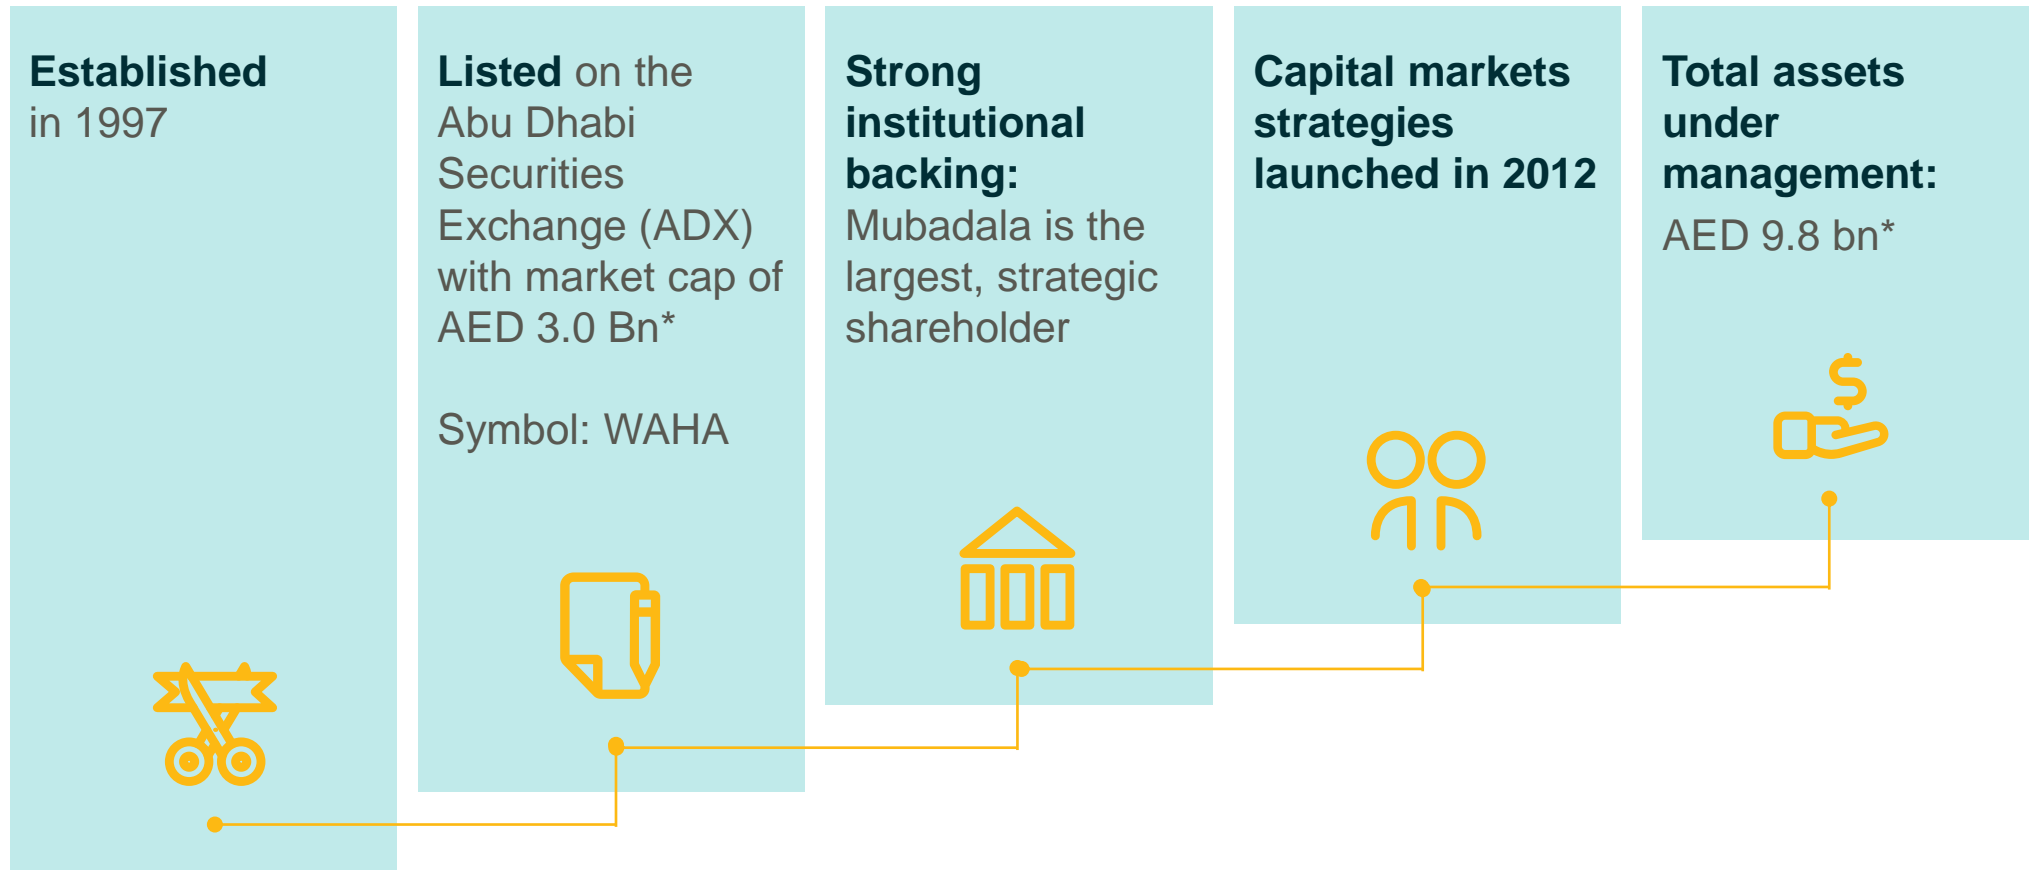 Established
in 1997
Listed on the
Abu Dhabi
Securities
Exchange (ADX)
with market cap of
AED 3.0 Bn*
Symbol: WAHA
Strong
institutional
backing:
Mubadala is the
largest, strategic
shareholder
Capital markets
strategies
launched in 2012
Total assets
under
management:
AED 9.8 bn*
$